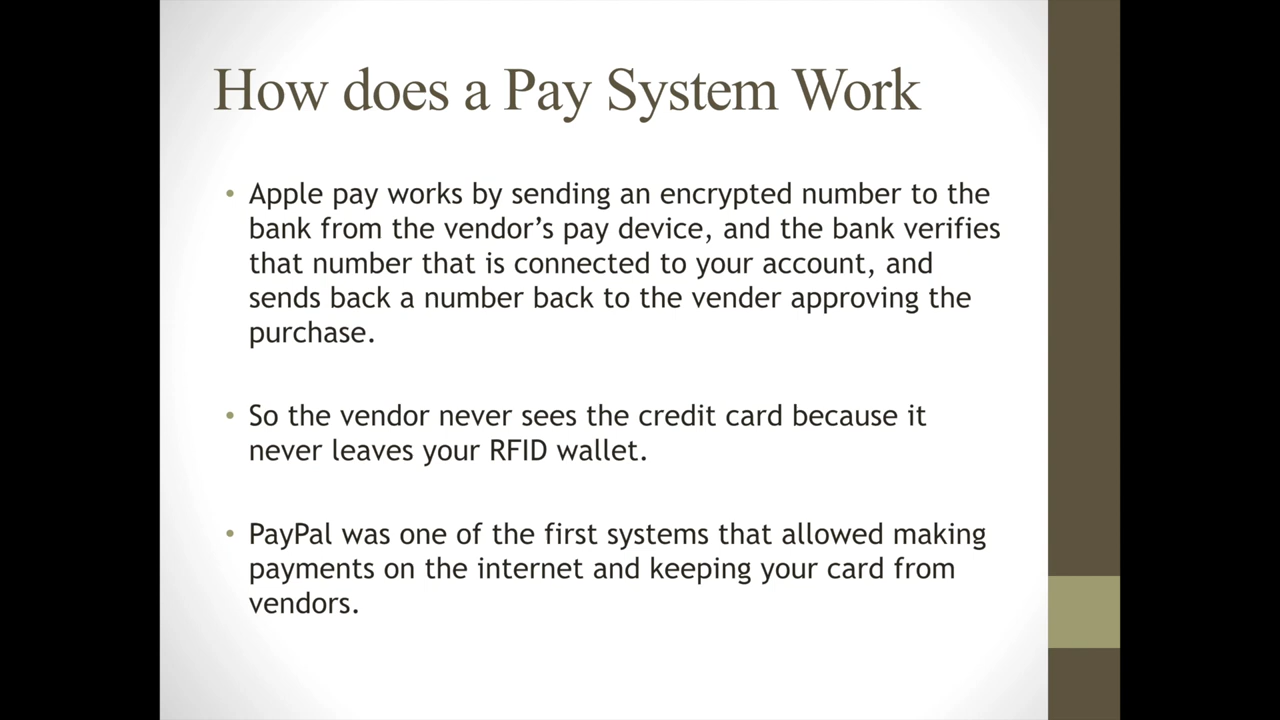 How does a Pay System Work
• Apple pay works by sending an encrypted number to the
bank from the vendor’s pay device, and the bank verifies
that number that is connected to your account, and
sends back a number back to the vender approving the
purchase.
• So the vendor never sees the credit card because it
never leaves your RFID wallet.
• PayPal was one of the first systems that allowed making
payments on the internet and keeping your card from
vendors.